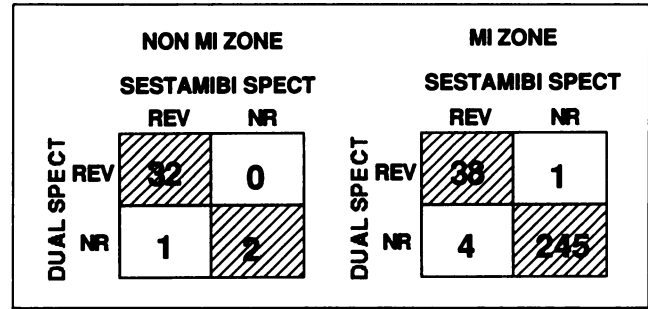 NON MI ZONE
SESTAMIBI SPECT
REV NR
DUAL SPECT
REV 32 0
NR 1 2
MI ZONE
SESTAMIBI SPECT
REV NR
DUAL SPECT
REV 38 1
NR 4 245